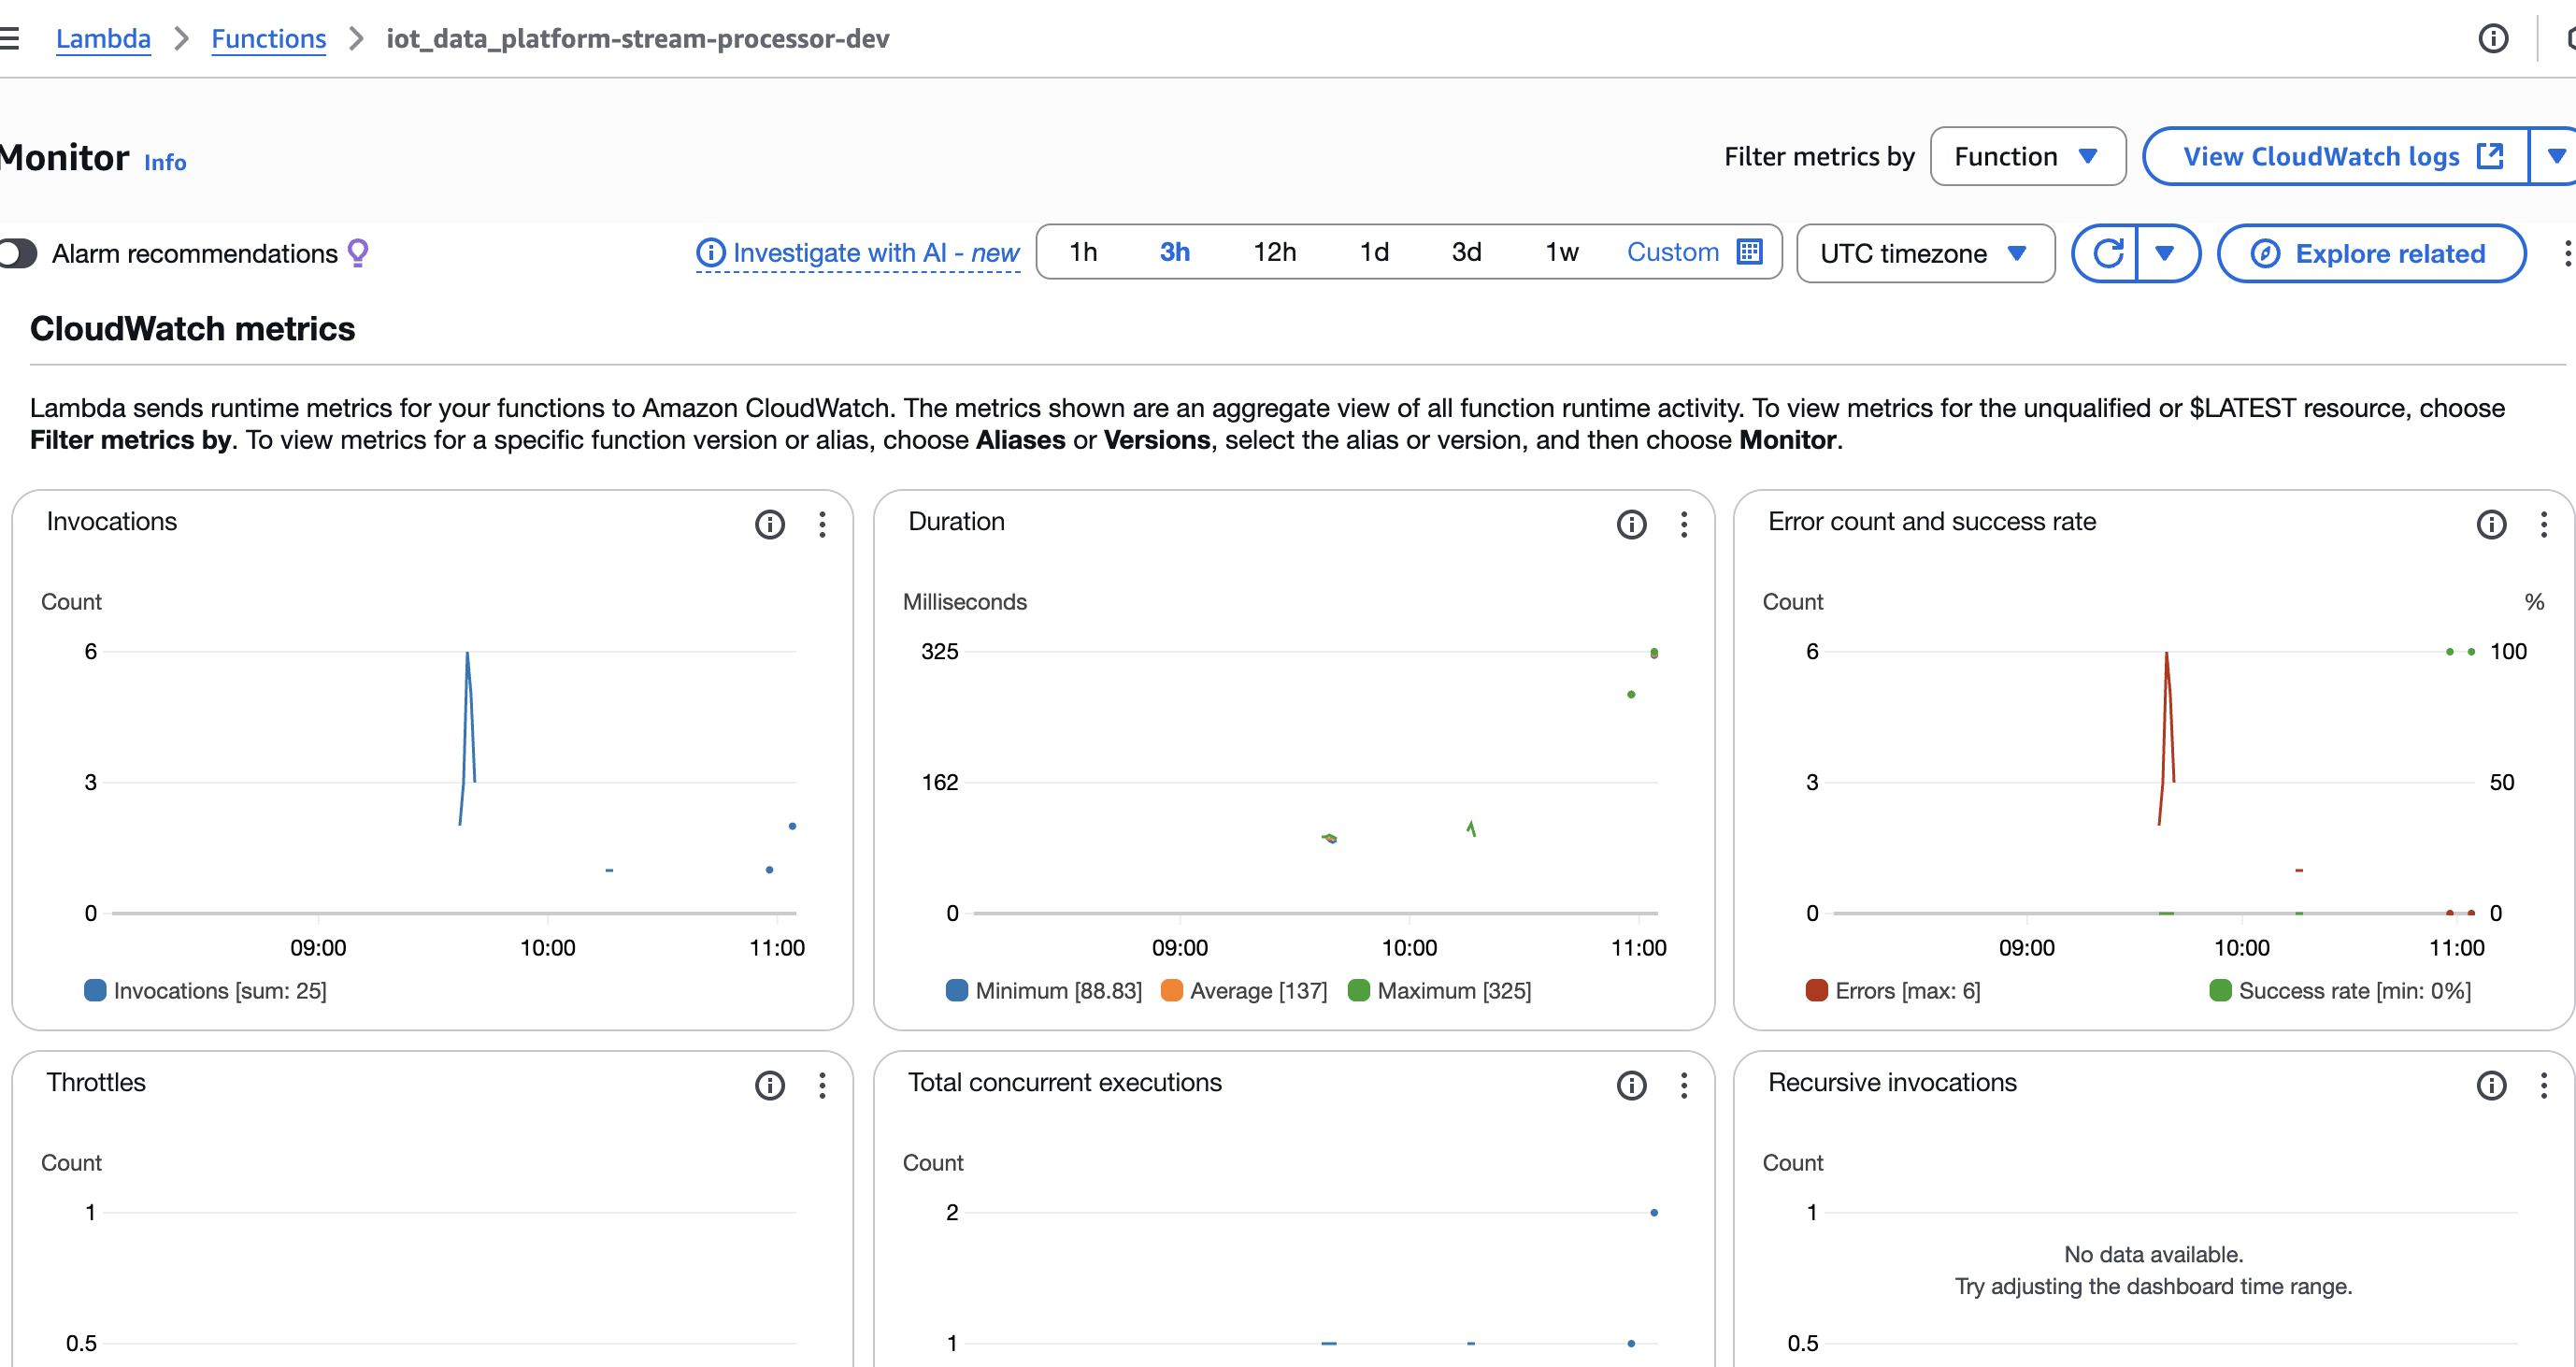 Lambda > Functions > iot_data_platform-stream-processor-dev
Monitor Info
Filter metrics by Function View CloudWatch logs
Alarm recommendations
Investigate with AI - new 1h 3h 12h 1d 3d 1w Custom UTC timezone Explore related
CloudWatch metrics
Lambda sends runtime metrics for your functions to Amazon CloudWatch. The metrics shown are an aggregate view of all function runtime activity. To view metrics for the unqualified or $LATEST resource, choose
Filter metrics by. To view metrics for a specific function version or alias, choose Aliases or Versions, select the alias or version, and then choose Monitor.
Invocations
Count
6
3
0
09:00 10:00 11:00
Invocations [sum: 25]
Duration
Milliseconds
325
162
0
09:00 10:00 11:00
Minimum [88.83] Average [137] Maximum [325]
Error count and success rate
Count %
6 100
3 50
0 0
09:00 10:00 11:00
Errors [max: 6] Success rate [min: 0%]
Throttles
Count
1
0.5
Total concurrent executions
Count
2
1
Recursive invocations
Count
1
No data available.
Try adjusting the dashboard time range.
0.5